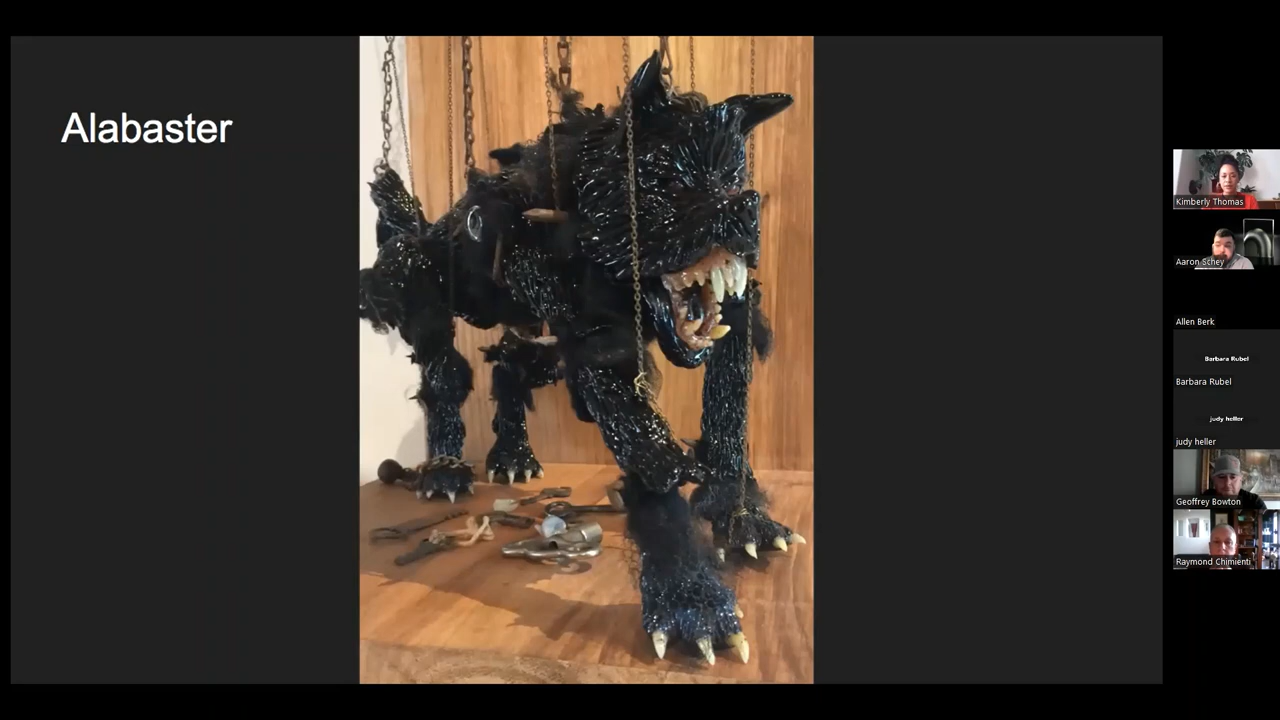 Alabaster
Kimberly Thomas
Aaron Schey
Allen Berk
Barbara Rubel
Barbara Rubel
judy heller
judy heller
Geoffrey Bowton
Raymond Chimienti